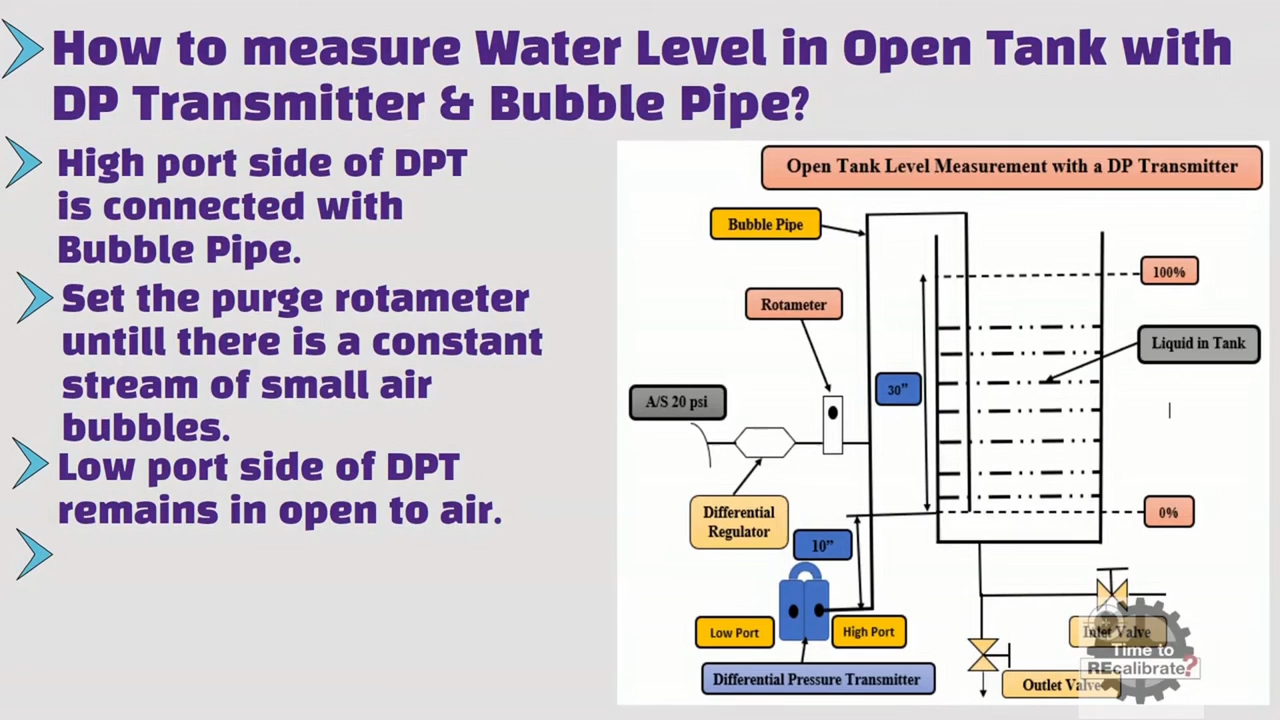 How to measure Water Level in Open Tank with
DP Transmitter & Bubble Pipe?
High port side of DPT
is connected with
Bubble Pipe.
Set the purge rotameter
untill there is a constant
stream of small air
bubbles.
Low port side of DPT
remains in open to air.
Open Tank Level Measurement with a DP Transmitter
Bubble Pipe
100%
Rotameter
Liquid in Tank
30”
A/S 20 psi
Differential
Regulator
0%
10”
Low Port
High Port
Inlet Valve
Time to
REcalibrate?
Differential Pressure Transmitter
Outlet Valve